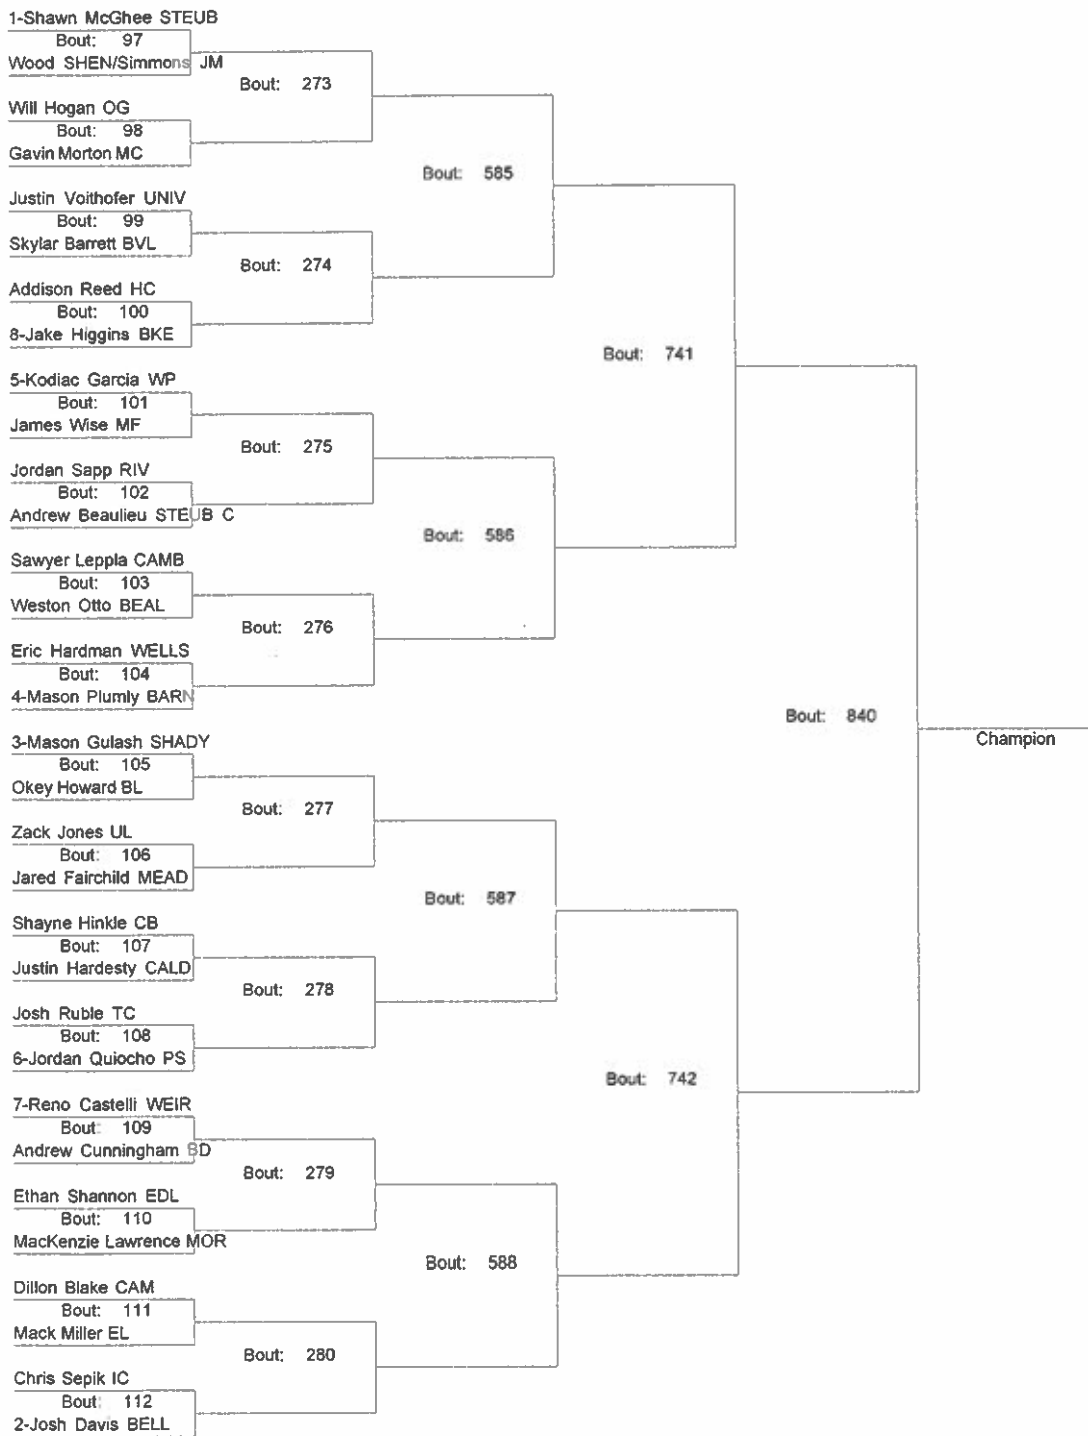 1-Shawn McGhee STEUB
Bout: 97
Wood SHEN/Simmons JM
Bout: 273
Will Hogan OG
Bout: 98
Gavin Morton MC
Bout: 585
Justin Voithofer UNIV
Bout: 99
Skylar Barrett BVL
Bout: 274
Addison Reed HC
Bout: 100
8-Jake Higgins BKE
Bout: 741
5-Kodiac Garcia WP
Bout: 101
James Wise MF
Bout: 275
Jordan Sapp RIV
Bout: 102
Andrew Beaulieu STEUB C
Bout: 586
Sawyer Leppla CAMB
Bout: 103
Weston Otto BEAL
Bout: 276
Eric Hardman WELLS
Bout: 104
4-Mason Plumly BARN
Bout: 840
Champion
3-Mason Gulash SHADY
Bout: 105
Okey Howard BL
Bout: 277
Zack Jones UL
Bout: 106
Jared Fairchild MEAD
Bout: 587
Shayne Hinkle CB
Bout: 107
Justin Hardesty CALD
Bout: 278
Josh Ruble TC
Bout: 108
6-Jordan Quiocho PS
Bout: 742
7-Reno Castelli WEIR
Bout: 109
Andrew Cunningham BD
Bout: 279
Ethan Shannon EDL
Bout: 110
MacKenzie Lawrence MOR
Bout: 588
Dillon Blake CAM
Bout: 111
Mack Miller EL
Bout: 280
Chris Sepik IC
Bout: 112
2-Josh Davis BELL